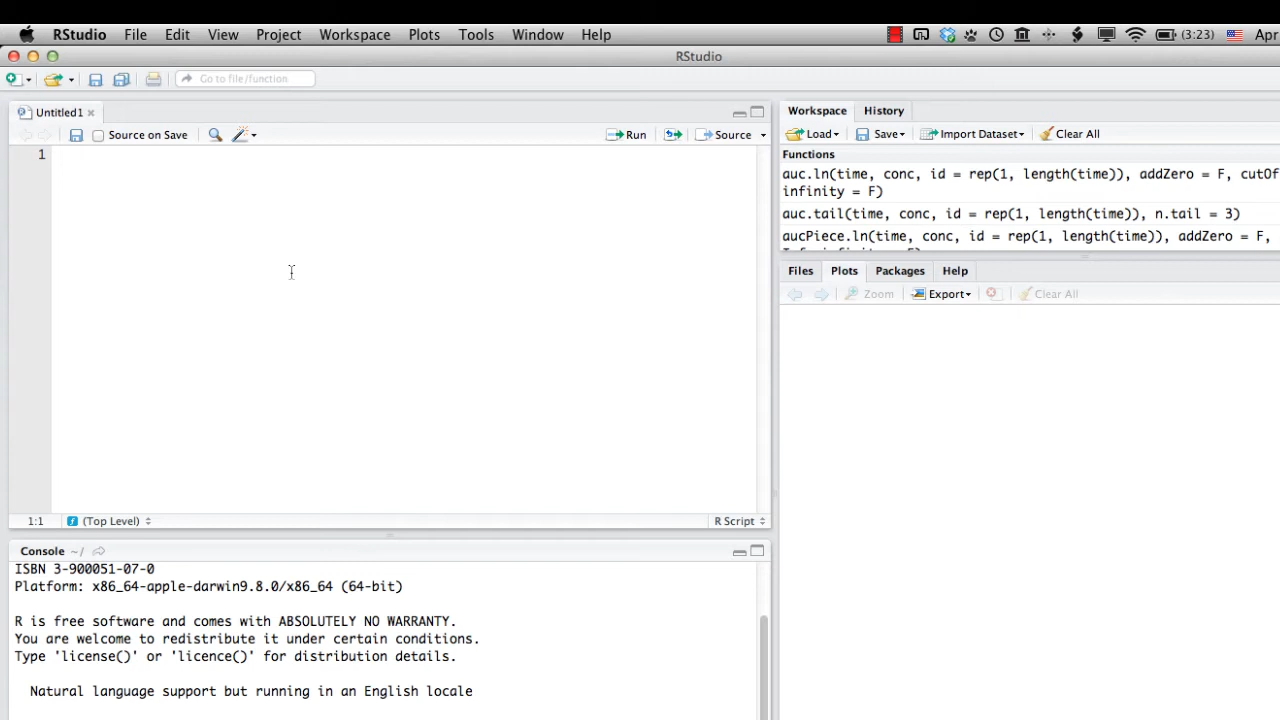 RStudio File Edit View Project Workspace Plots Tools Window Help (3:23) Apr
RStudio
Go to file/function
Untitled1
Source on Save Run Source
1
1:1 (Top Level) R Script
Console ~/
ISBN 3-900051-07-0
Platform: x86_64-apple-darwin9.8.0/x86_64 (64-bit)
R is free software and comes with ABSOLUTELY NO WARRANTY.
You are welcome to redistribute it under certain conditions.
Type 'license()' or 'licence()' for distribution details.
Natural language support but running in an English locale
Workspace History
Load Save Import Dataset Clear All
Functions
auc.ln(time, conc, id = rep(1, length(time)), addZero = F, cutOf
infinity = F)
auc.tail(time, conc, id = rep(1, length(time)), n.tail = 3)
aucPiece.ln(time, conc, id = rep(1, length(time)), addZero = F,
Files Plots Packages Help
Zoom Export Clear All